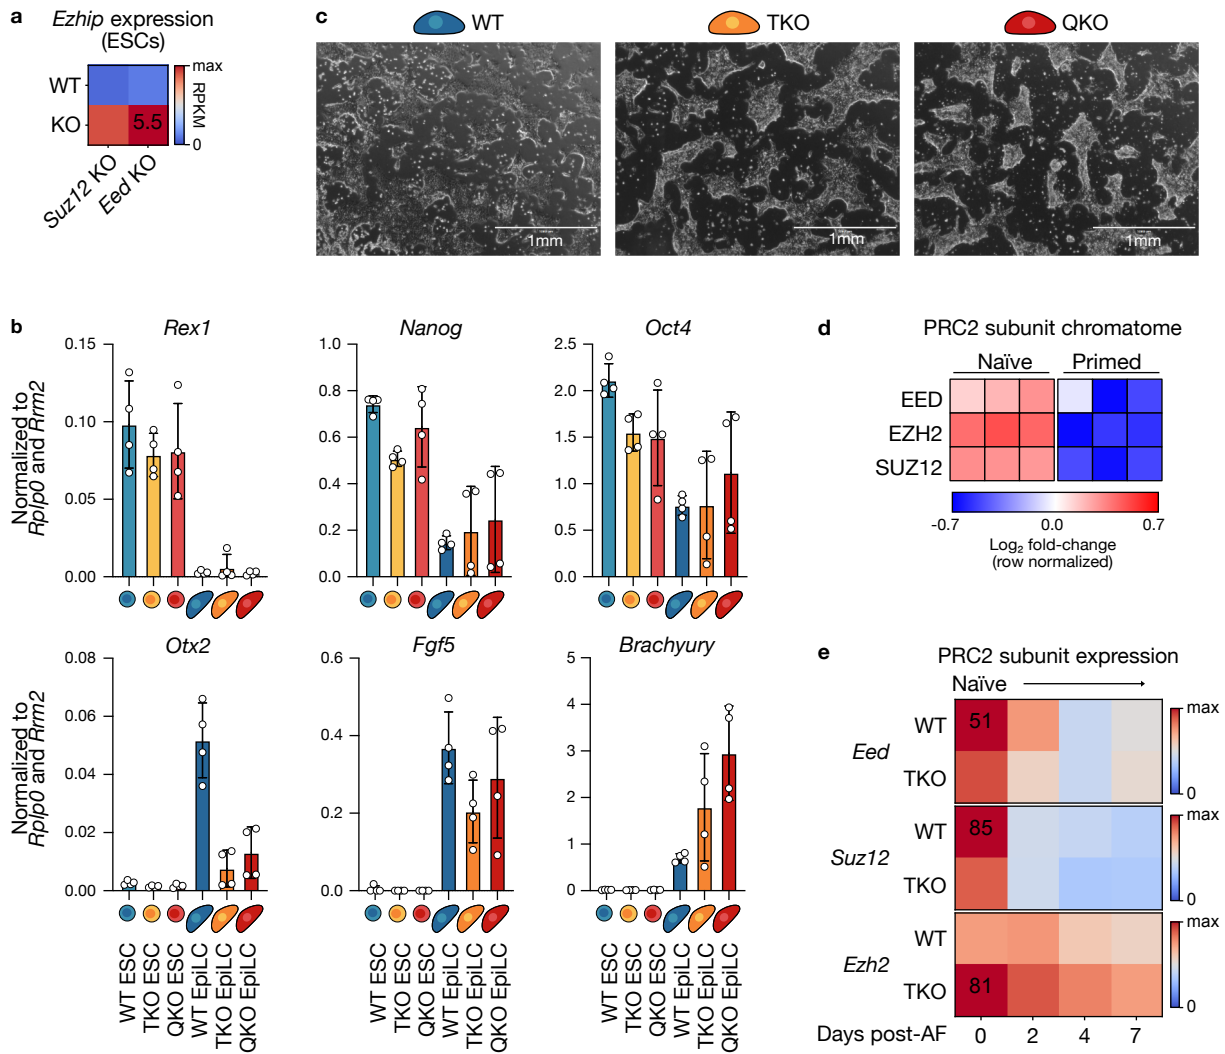 a
Ezhip expression
(ESCs)
WT
KO
5.5
max
RPKM
0
Suz12 KO
Eed KO
c
WT
TKO
QKO
1mm
1mm
1mm
b
Rex1
Nanog
Oct4
Normalized to
Rplp0 and Rrm2
0.15
0.10
0.05
0.00
1.0
0.8
0.6
0.4
0.2
0.0
2.5
2.0
1.5
1.0
0.5
0.0
Otx2
Fgf5
Brachyury
Normalized to
Rplp0 and Rrm2
0.08
0.06
0.04
0.02
0.00
0.6
0.4
0.2
0.0
5
4
3
2
1
0
WT ESC
TKO ESC
QKO ESC
WT EpiLC
TKO EpiLC
QKO EpiLC
WT ESC
TKO ESC
QKO ESC
WT EpiLC
TKO EpiLC
QKO EpiLC
WT ESC
TKO ESC
QKO ESC
WT EpiLC
TKO EpiLC
QKO EpiLC
d
PRC2 subunit chromatome
Naïve
Primed
EED
EZH2
SUZ12
-0.7
0.0
0.7
Log₂ fold-change
(row normalized)
e
PRC2 subunit expression
Naïve
Eed
WT
51
TKO
max
0
Suz12
WT
85
TKO
max
0
Ezh2
WT
TKO
81
max
0
Days post-AF
0
2
4
7